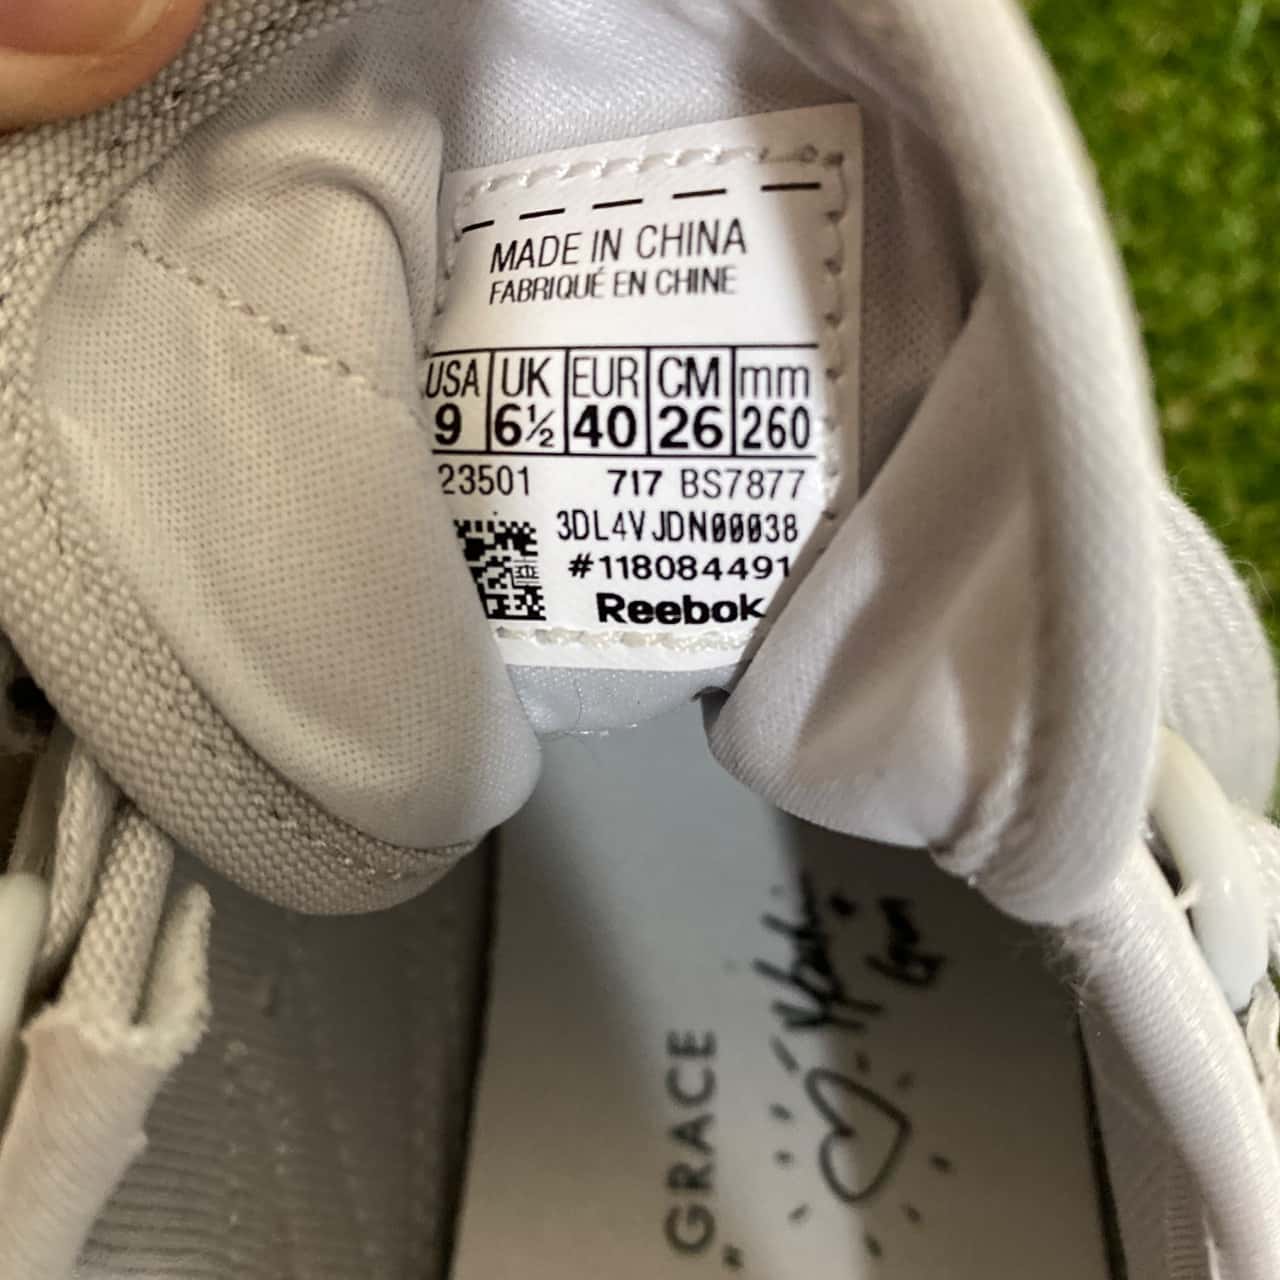 MADE IN CHINA
FABRIQUÉ EN CHINE
USA UK EUR CM mm
9 6½ 40 26 260
23501 717 BS7877
3DL4VJDN00038
#118084491
Reebok
GRACE